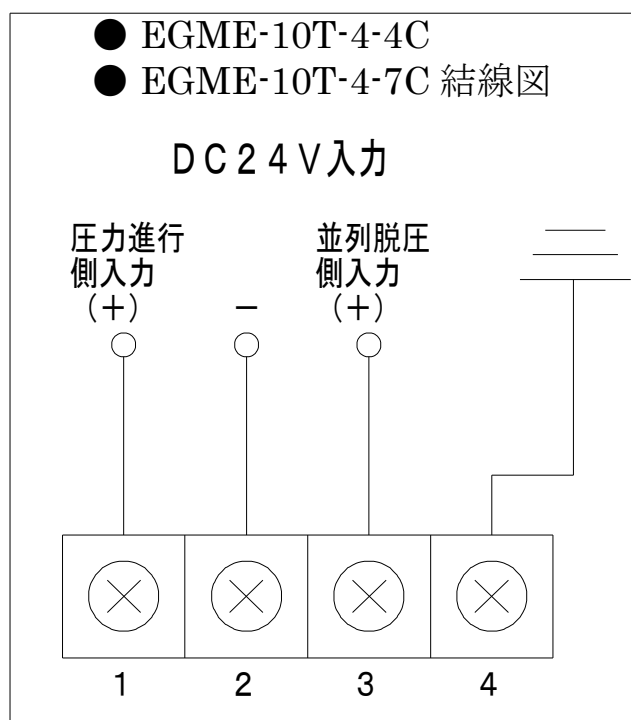 ● EGME-10T-4-4C
● EGME-10T-4-7C 結線図
DC24V入力
圧力進行
側入力
(+)
−
並列脱圧
側入力
(+)
1 2 3 4